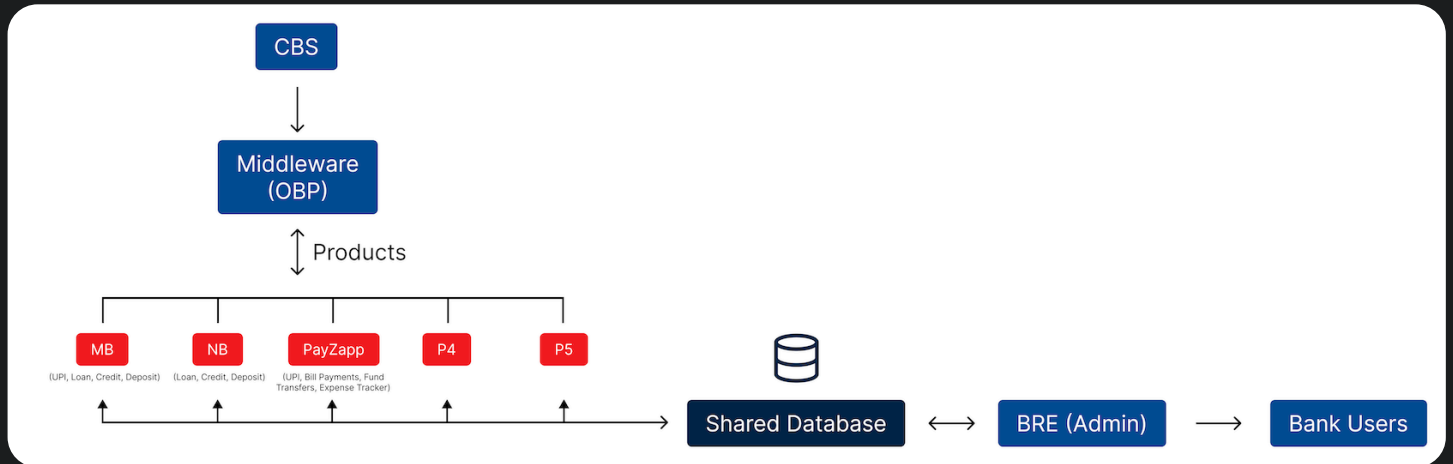 CBS
Middleware
(OBP)
Products
MB
NB
PayZapp
P4
P5
(UPI, Loan, Credit, Deposit)
(Loan, Credit, Deposit)
(UPI, Bill Payments, Fund
Transfers, Expense Tracker)
Shared Database
BRE (Admin)
Bank Users